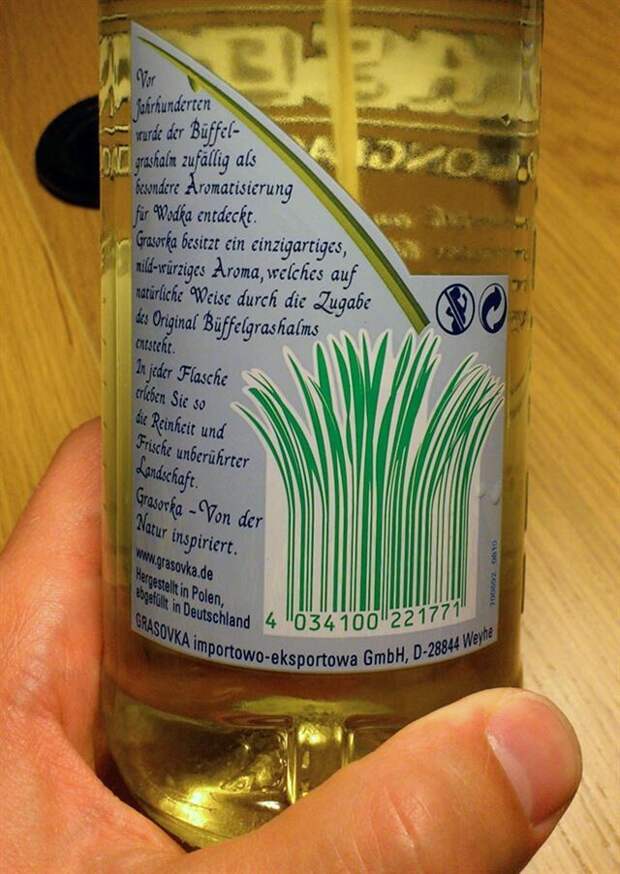 Vor
Jahrhunderten
wurde der Büffel-
grashalm zufällig als
besondere Aromatisierung
für Wodka entdeckt.
Grasovka besitzt ein einzigartiges,
mild-würziges Aroma, welches auf
natürliche Weise durch die Zugabe
des Original Büffelgrashalms
entsteht.
In jeder Flasche
erleben Sie so
die Reinheit und
Frische unberührter
Landschaft.
Grasovka - Von der
Natur inspiriert.
www.grasovka.de
Hergestellt in Polen,
abgefüllt in Deutschland
4 034100 221771
GRASOVKA importowo-eksportowa GmbH, D-28844 Weyhe